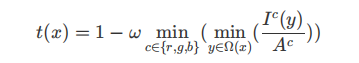 t(x) = 1 − ω min_{c∈{r,g,b}} ( min_{y∈Ω(x)} ( I^c(y) / A^c ))